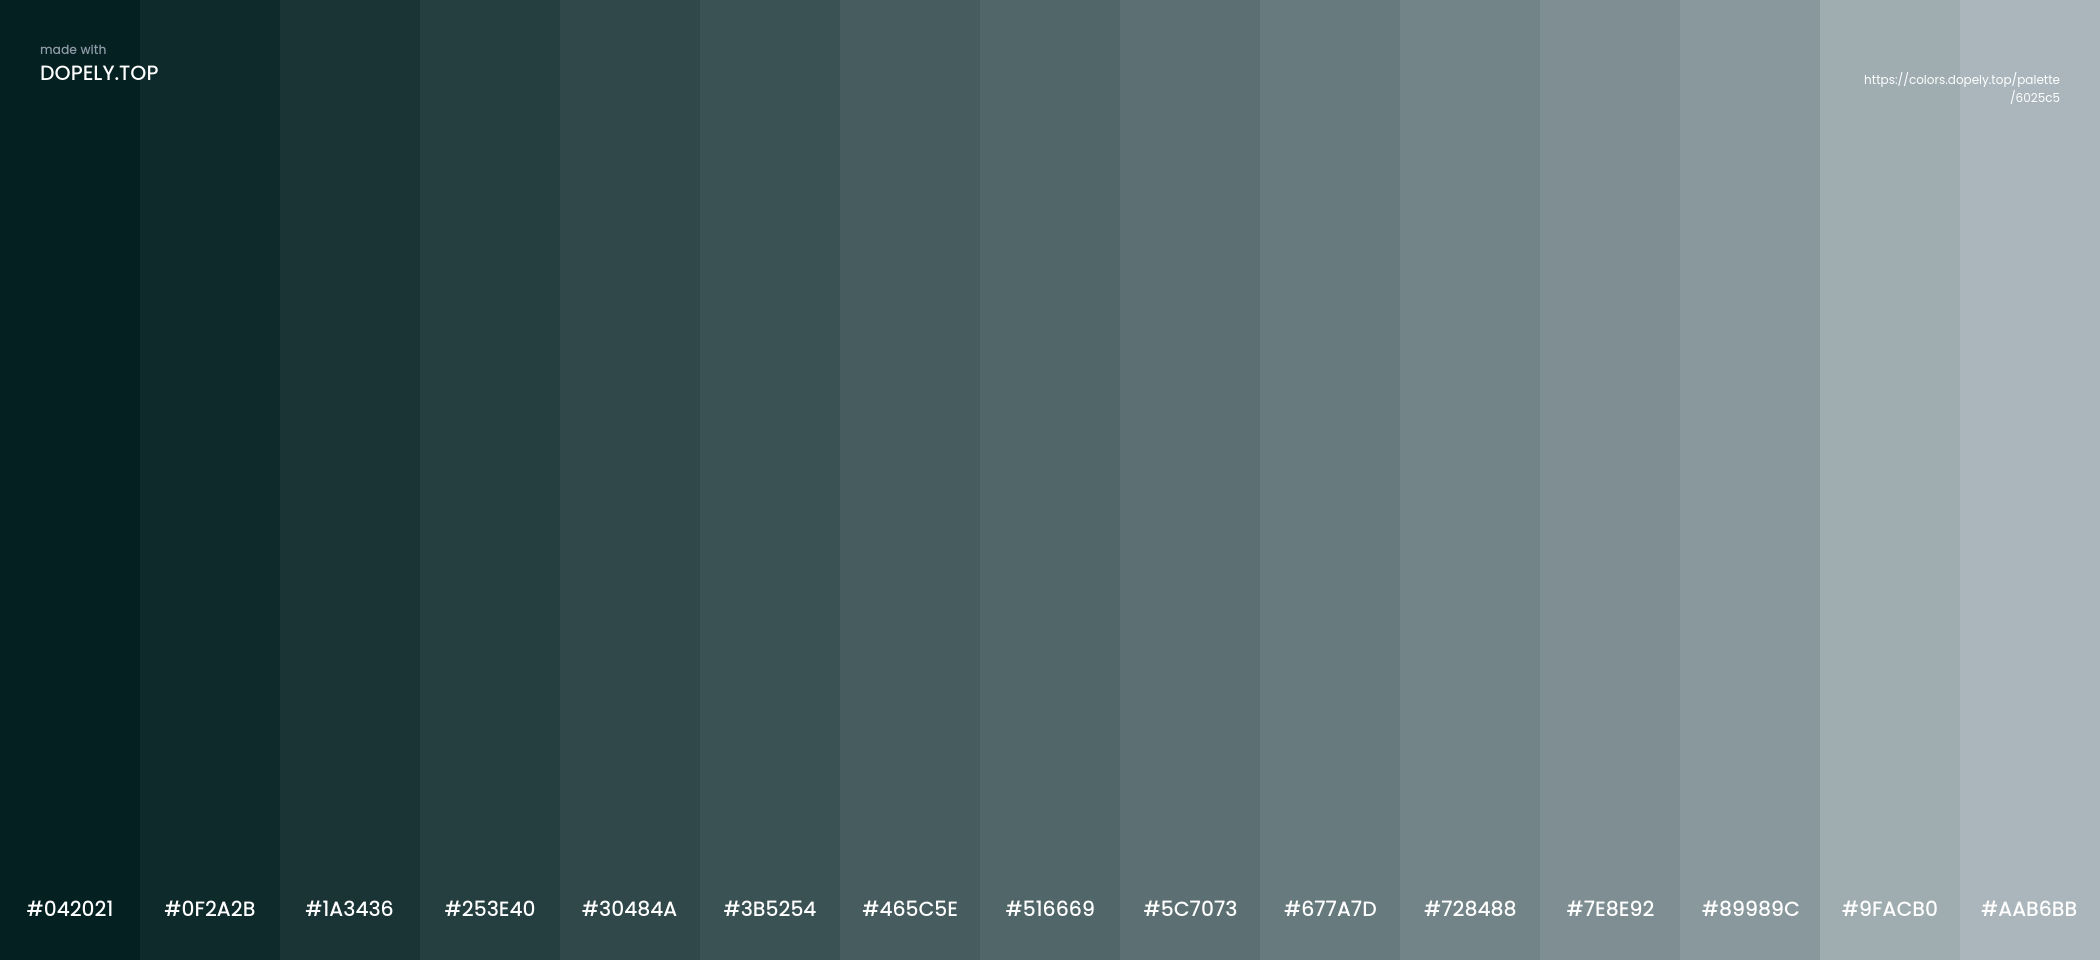 made with
DOPELY.TOP
https://colors.dopely.top/palette
/6025c5
#042021 #0F2A2B #1A3436 #253E40 #30484A #3B5254 #465C5E #516669 #5C7073 #677A7D #728488 #7E8E92 #89989C #9FACB0 #AAB6BB